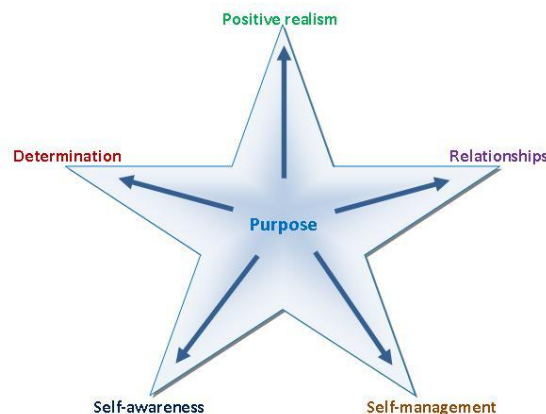 Positive realism
Determination
Relationships
Purpose
Self-awareness
Self-management